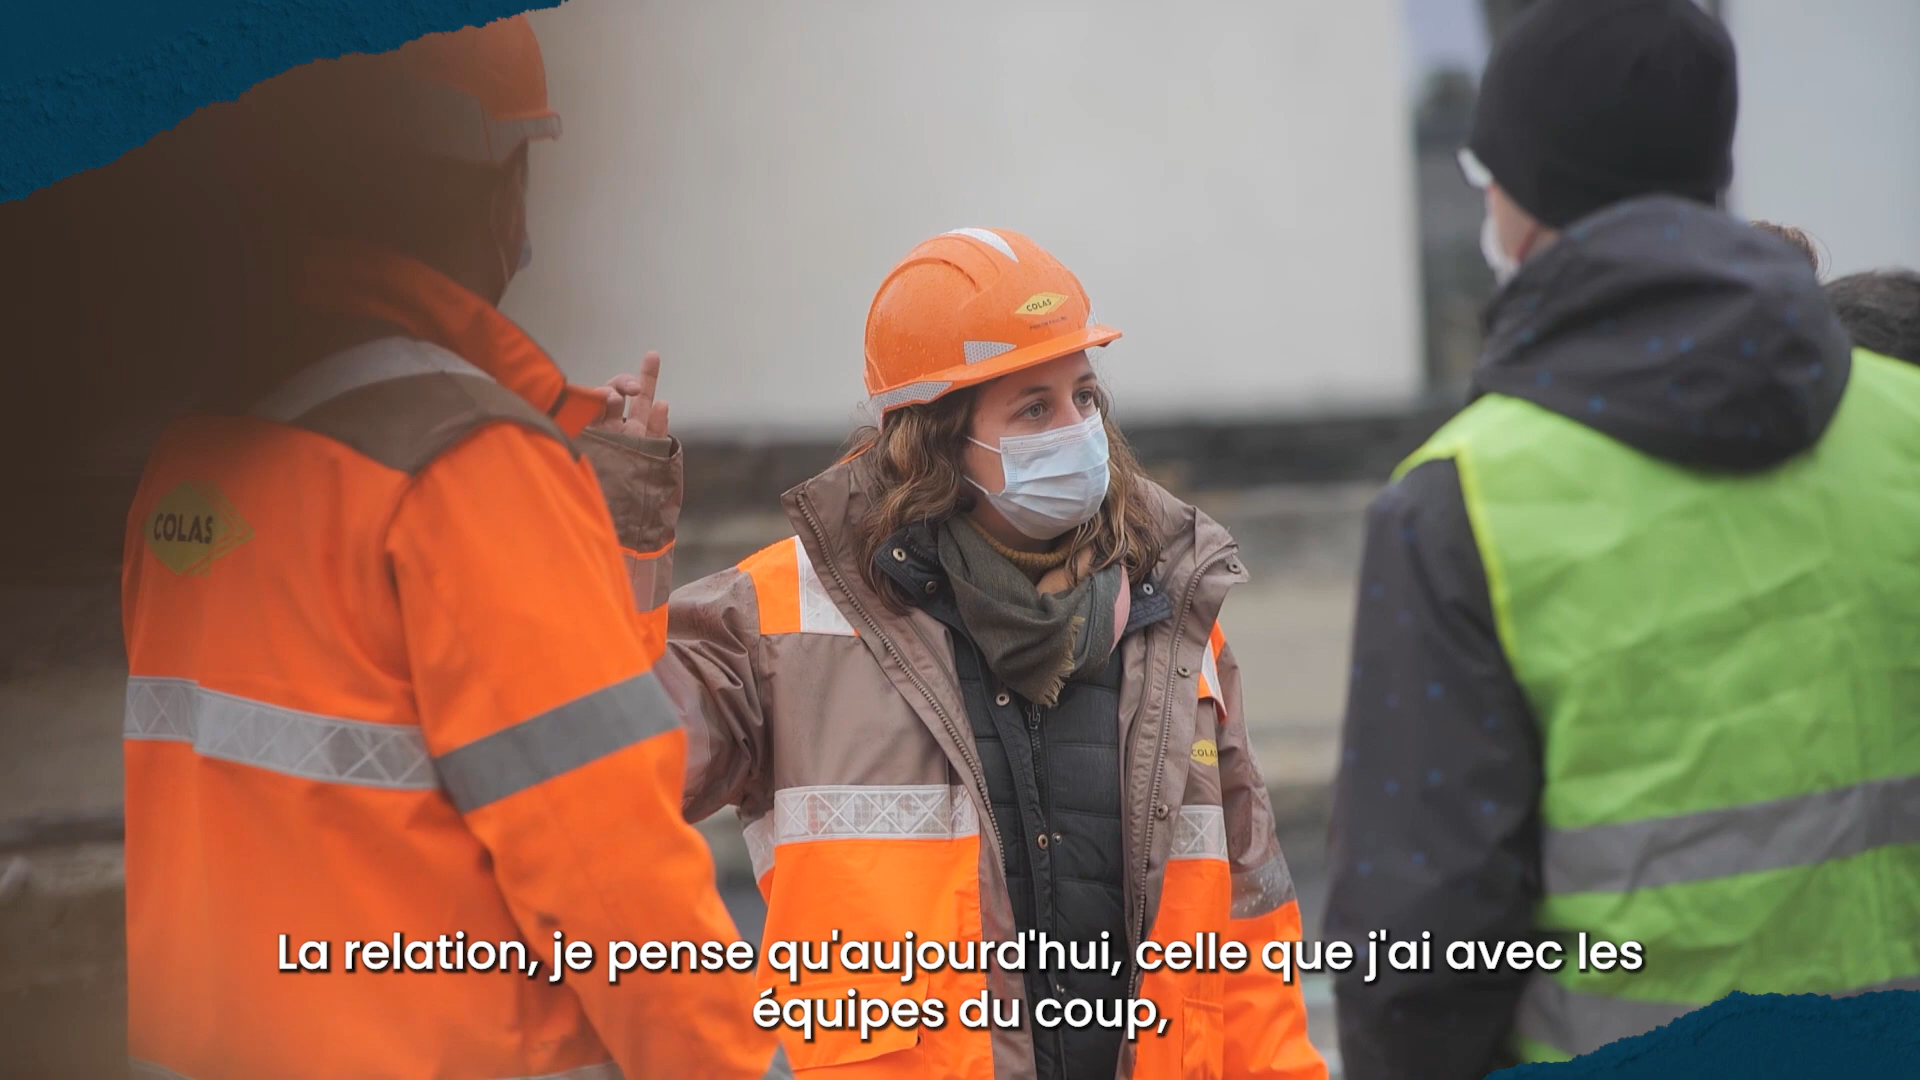 COLAS
COLAS
COLAS
La relation, je pense qu'aujourd'hui, celle que j'ai avec les
équipes du coup,